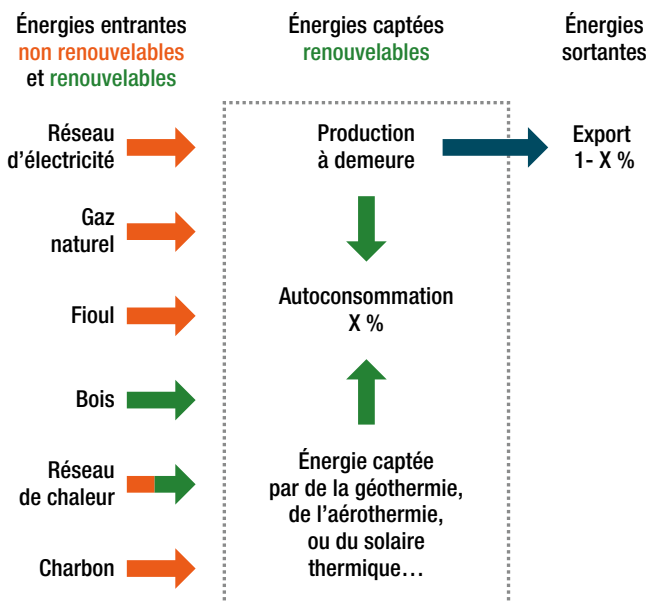 Énergies entrantes
non renouvelables
et renouvelables
Énergies captées
renouvelables
Énergies
sortantes
Réseau
d’électricité
Gaz
naturel
Fioul
Bois
Réseau
de chaleur
Charbon
Production
à demeure
Autoconsommation
X %
Énergie captée
par de la géothermie,
de l’aérothermie,
ou du solaire
thermique…
Export
1- X %